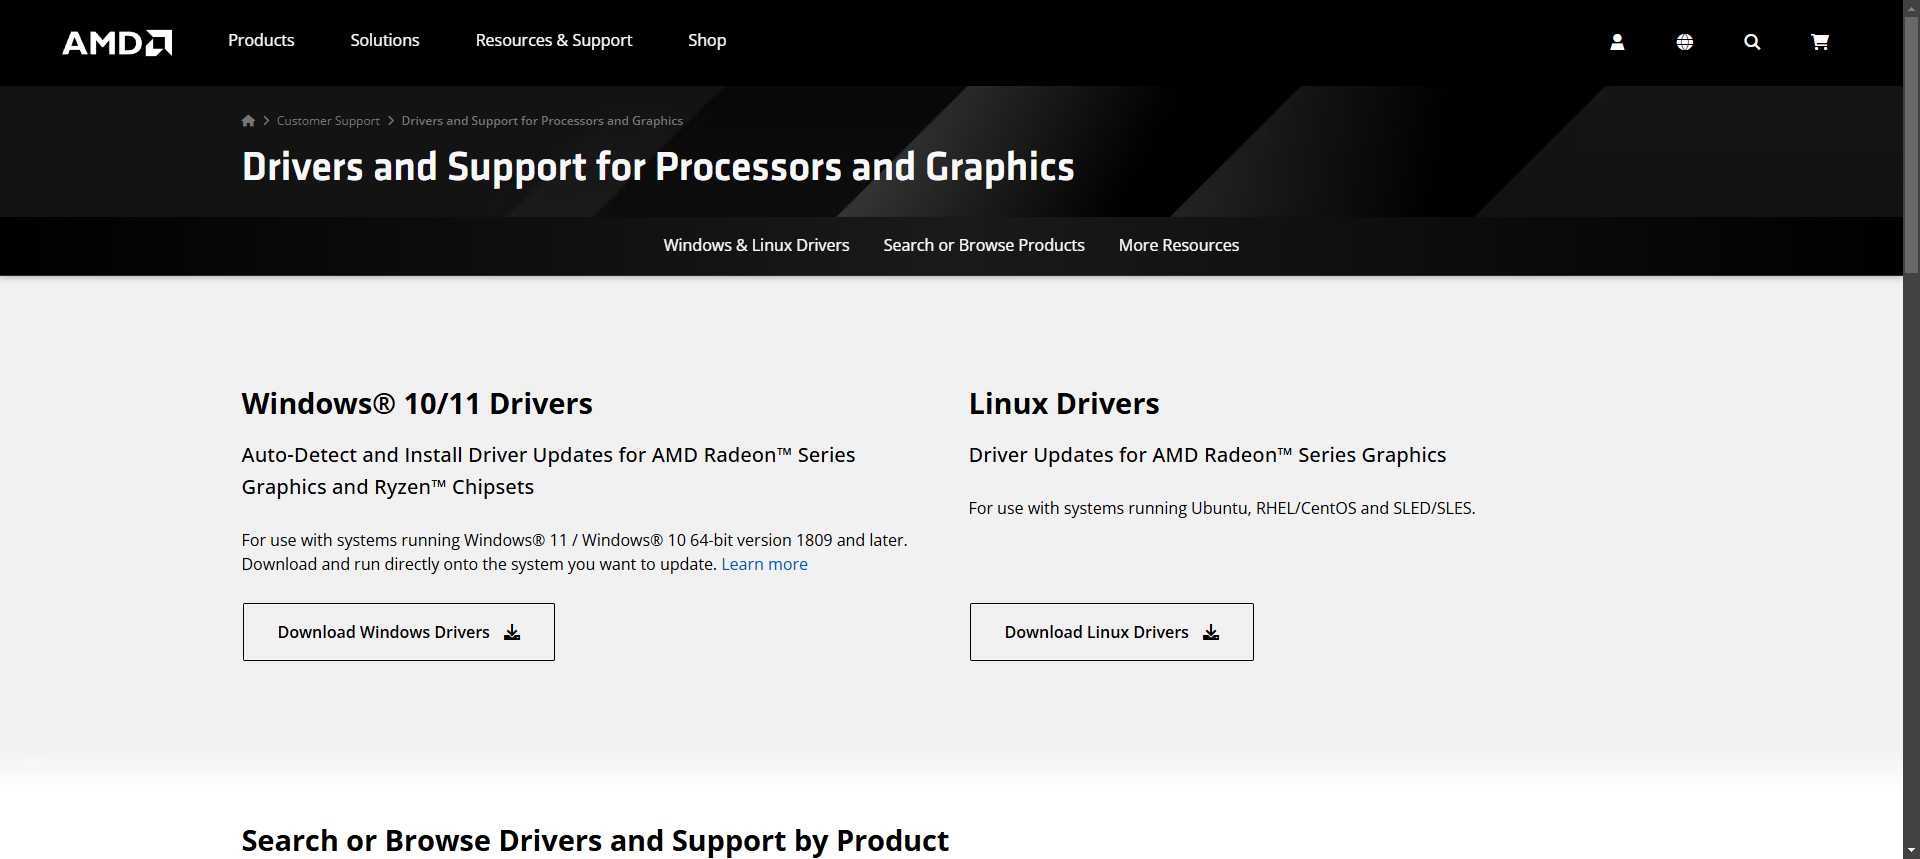 AMD
Products
Solutions
Resources & Support
Shop
Customer Support
Drivers and Support for Processors and Graphics
Drivers and Support for Processors and Graphics
Windows & Linux Drivers
Search or Browse Products
More Resources
Windows® 10/11 Drivers
Auto-Detect and Install Driver Updates for AMD Radeon™ Series
Graphics and Ryzen™ Chipsets
For use with systems running Windows® 11 / Windows® 10 64-bit version 1809 and later.
Download and run directly onto the system you want to update. Learn more
Download Windows Drivers
Linux Drivers
Driver Updates for AMD Radeon™ Series Graphics
For use with systems running Ubuntu, RHEL/CentOS and SLED/SLES.
Download Linux Drivers
Search or Browse Drivers and Support by Product